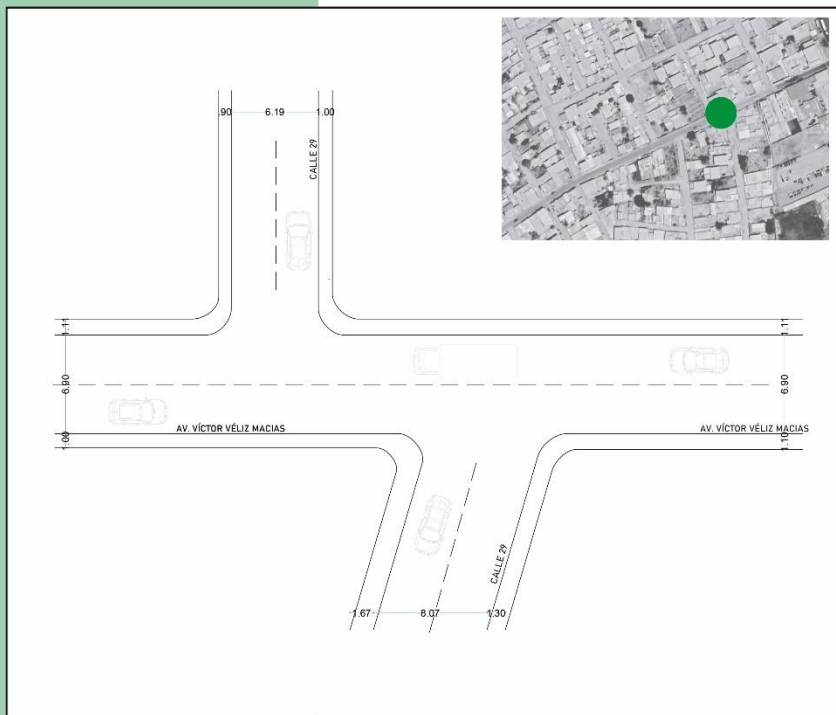 .90 6.19 1.00
CALLE 29
1.11
6.90
1.00
1.11
6.90
1.10
AV. VÍCTOR VÉLIZ MACIAS
AV. VÍCTOR VÉLIZ MACIAS
CALLE 29
1.67 8.07 1.30